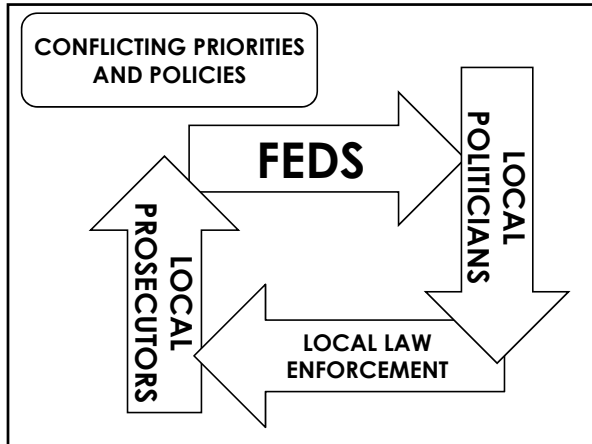 CONFLICTING PRIORITIES
AND POLICIES
FEDS
LOCAL
POLITICIANS
LOCAL LAW
ENFORCEMENT
LOCAL
PROSECUTORS